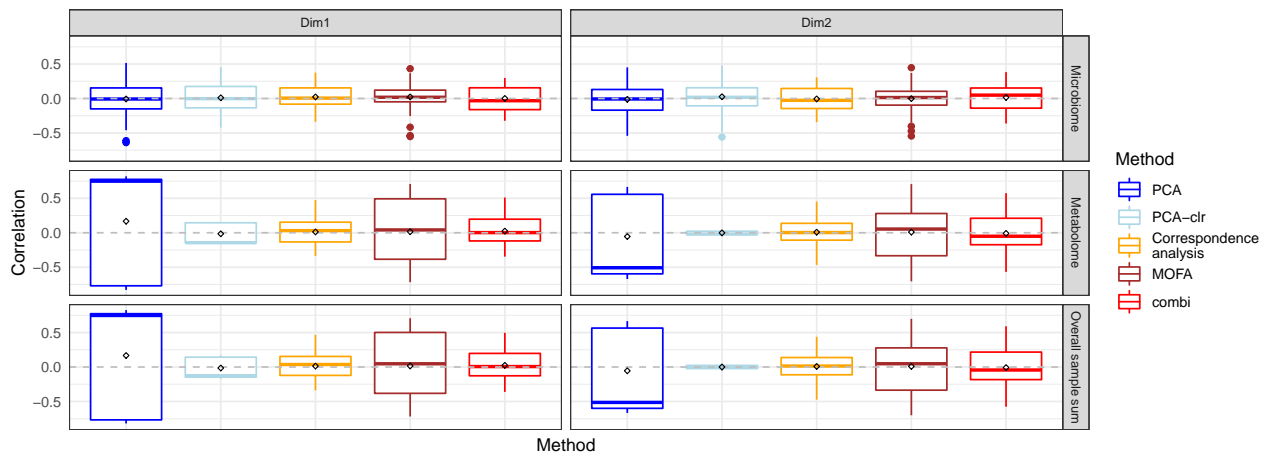 Dim1
Dim2
Correlation
0.5
0.0
−0.5
Microbiome
0.5
0.0
−0.5
Metabolome
0.5
0.0
−0.5
Overall sample sum
Method
Method
PCA
PCA−clr
Correspondence
analysis
MOFA
combi